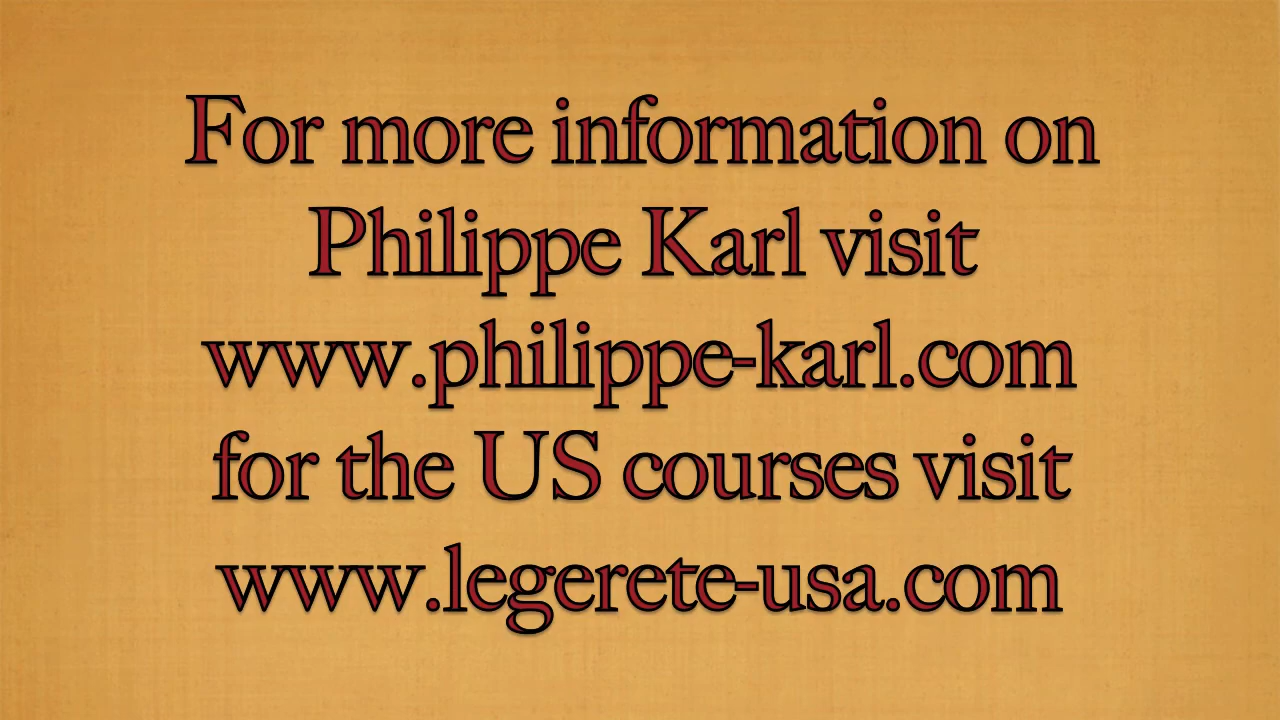 For more information on
Philippe Karl visit
www.philippe-karl.com
for the US courses visit
www.legerete-usa.com